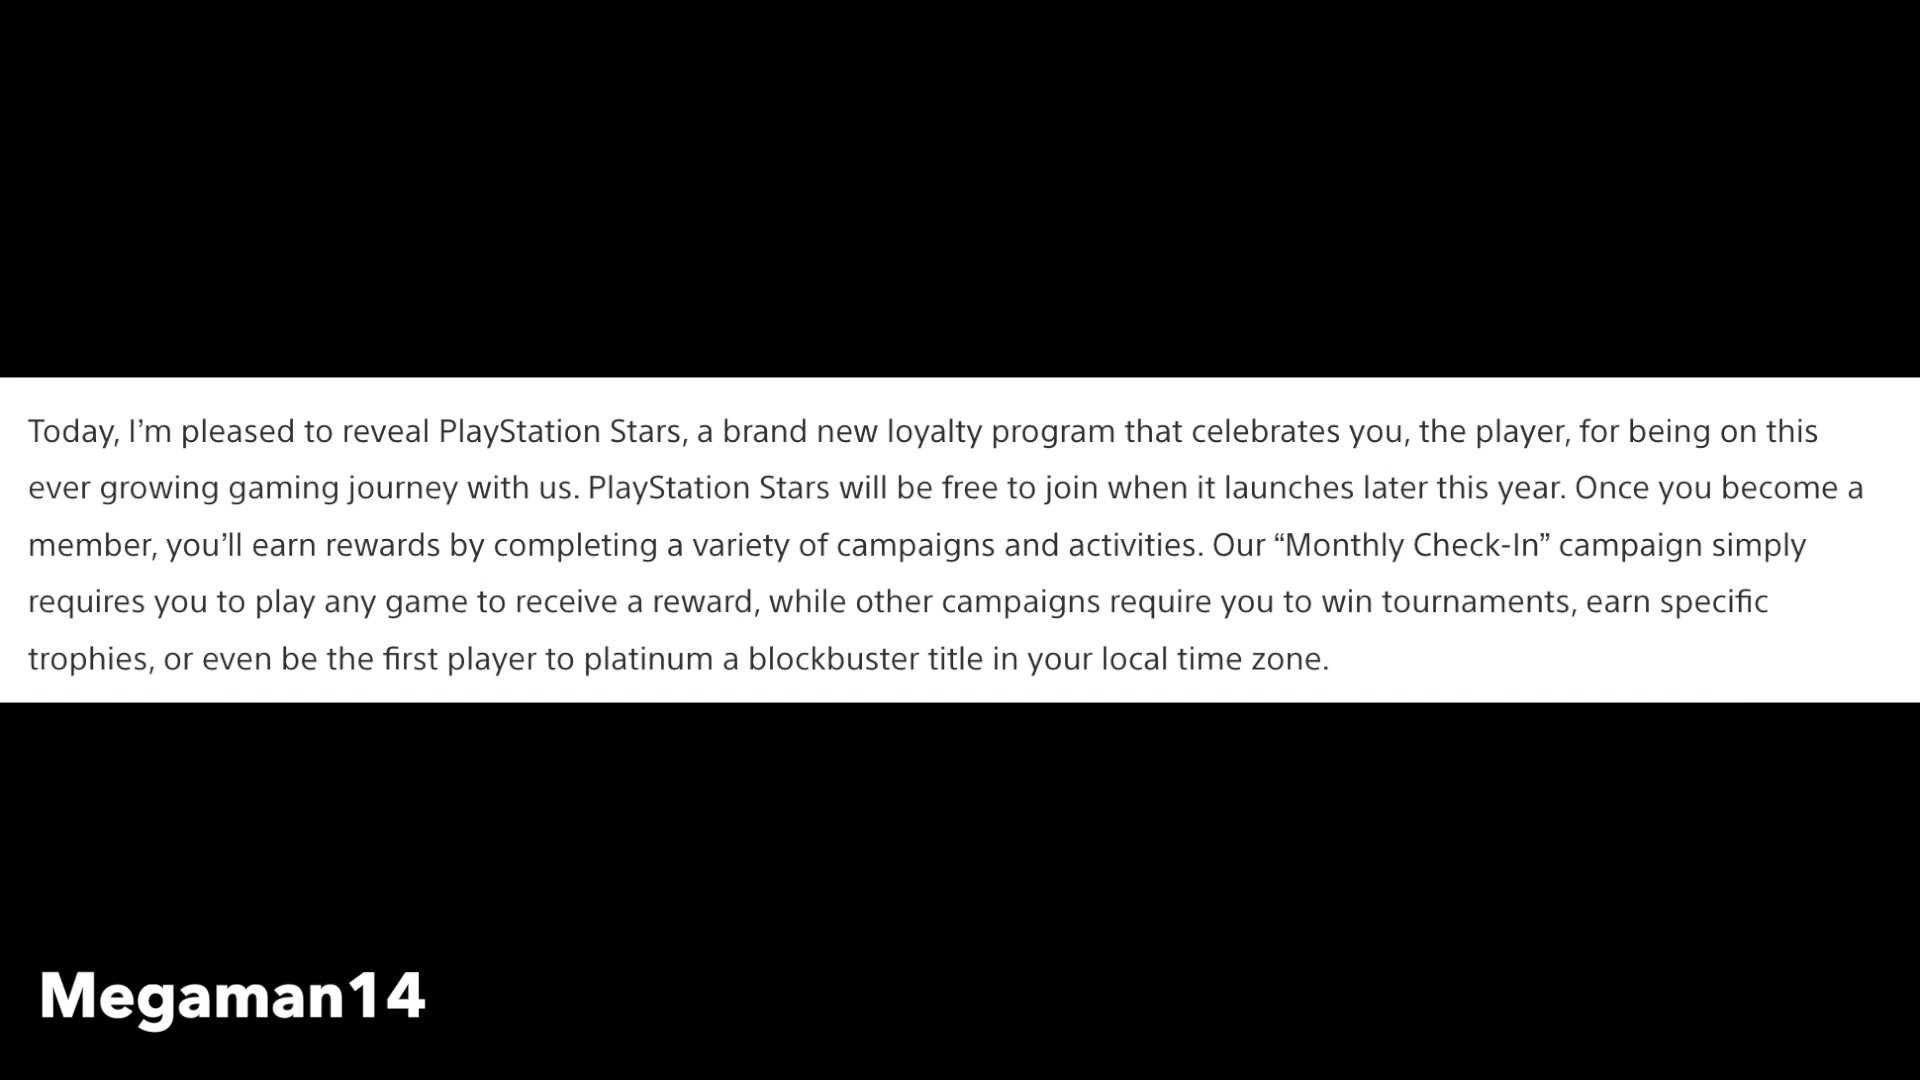 Today, I’m pleased to reveal PlayStation Stars, a brand new loyalty program that celebrates you, the player, for being on this
ever growing gaming journey with us. PlayStation Stars will be free to join when it launches later this year. Once you become a
member, you’ll earn rewards by completing a variety of campaigns and activities. Our “Monthly Check-In” campaign simply
requires you to play any game to receive a reward, while other campaigns require you to win tournaments, earn specific
trophies, or even be the first player to platinum a blockbuster title in your local time zone.
Megaman14